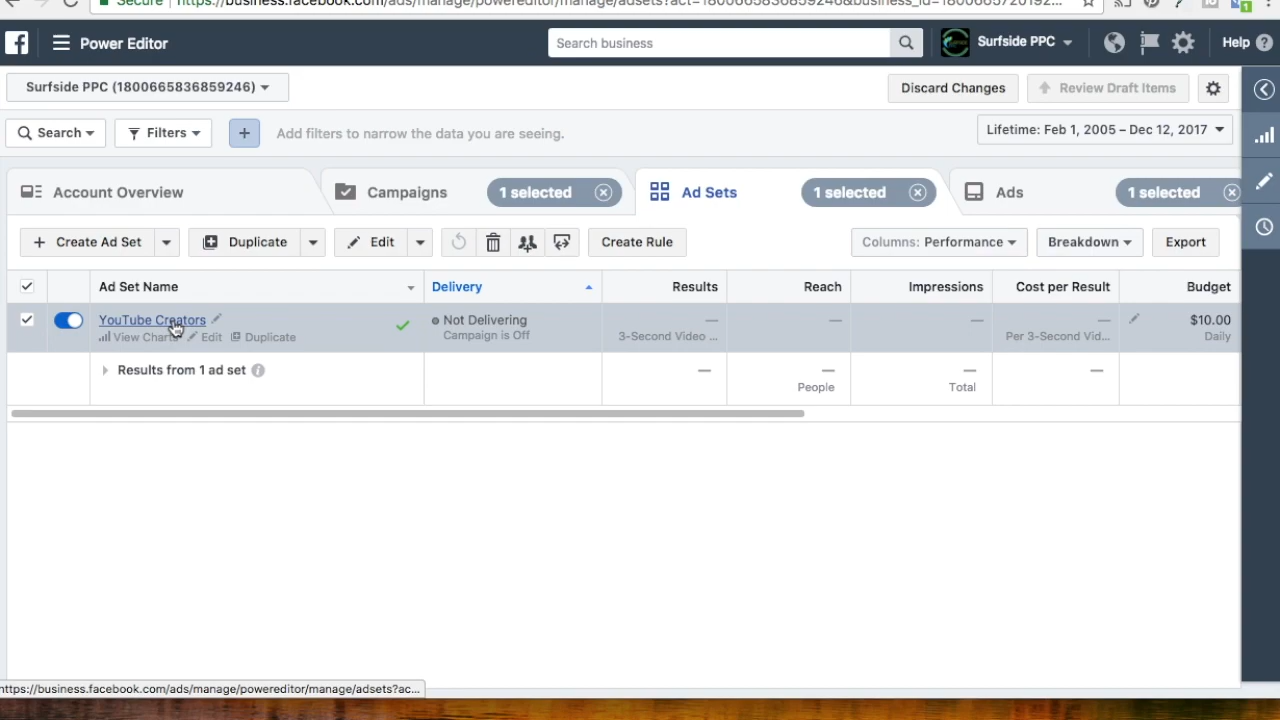 Secure https://business.facebook.com/ads/manage/powereditor/manage/adsets?act=1800665836859246&business_id=1800665720192...
Power Editor
Search business
Surfside PPC
Help
Surfside PPC (1800665836859246)
Discard Changes
Review Draft Items
Search
Filters
+
Add filters to narrow the data you are seeing.
Lifetime: Feb 1, 2005 – Dec 12, 2017
Account Overview
Campaigns
1 selected
Ad Sets
1 selected
Ads
1 selected
+ Create Ad Set
Duplicate
Edit
Create Rule
Columns: Performance
Breakdown
Export
Ad Set Name
Delivery
Results
Reach
Impressions
Cost per Result
Budget
YouTube Creators
View Charts
Edit
Duplicate
Not Delivering
Campaign is Off
—
3-Second Video ...
—
—
—
Per 3-Second Vid...
$10.00
Daily
Results from 1 ad set
—
—
People
—
Total
—
https://business.facebook.com/ads/manage/powereditor/manage/adsets?ac...